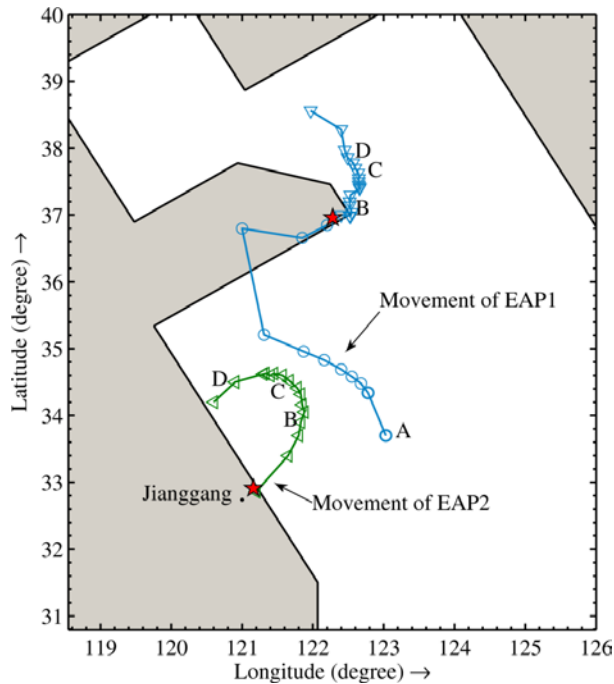 40
39
38
37
36
35
34
33
32
31
Latitude (degree) →
D
C
B
Movement of EAP1
D
C
B
A
Jianggang
Movement of EAP2
119 120 121 122 123 124 125 126
Longitude (degree) →